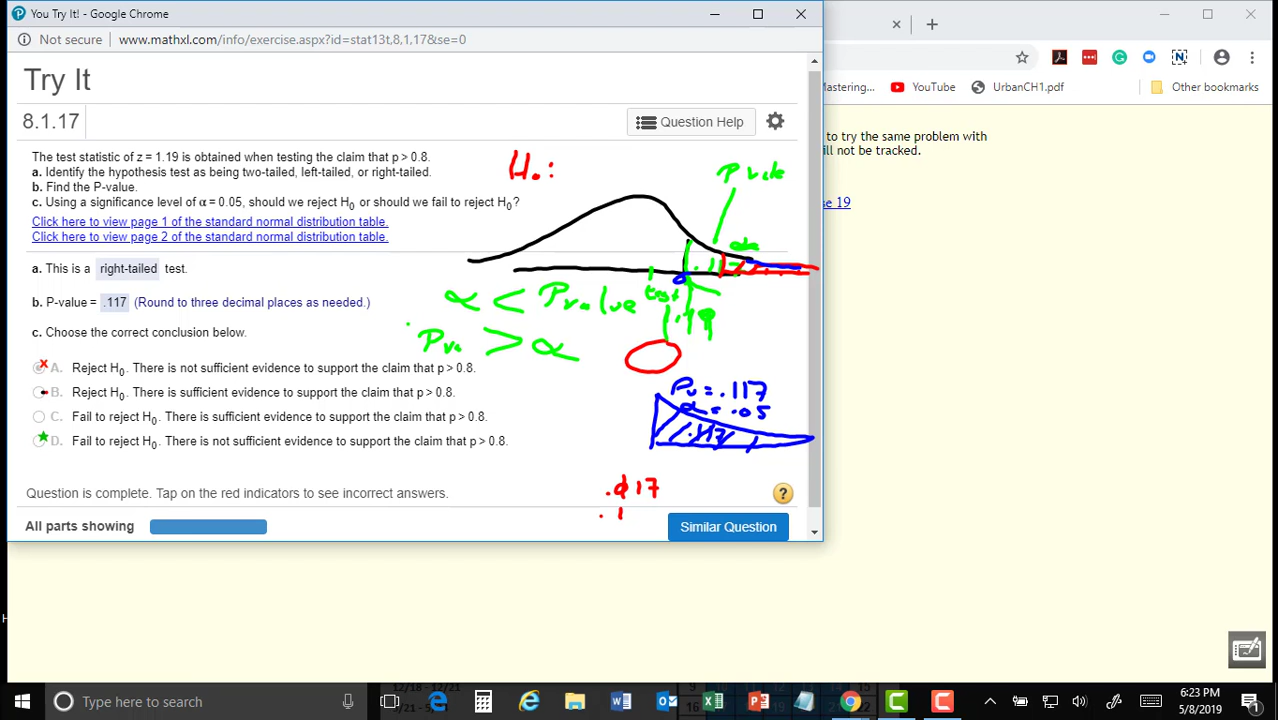 You Try It! - Google Chrome
Not secure www.mathxl.com/info/exercise.aspx?id=stat13t,8,1,17&se=0
Mastering... YouTube UrbanCH1.pdf Other bookmarks
Try It
8.1.17 Question Help
to try the same problem with
ill not be tracked.
se 19
The test statistic of z = 1.19 is obtained when testing the claim that p > 0.8.
a. Identify the hypothesis test as being two-tailed, left-tailed, or right-tailed.
b. Find the P-value.
c. Using a significance level of α = 0.05, should we reject H0 or should we fail to reject H0?
Click here to view page 1 of the standard normal distribution table.
Click here to view page 2 of the standard normal distribution table.
H0:
a. This is a right-tailed test.
b. P-value = .117 (Round to three decimal places as needed.)
α < Pvalue
test
c. Choose the correct conclusion below.
> α
A. Reject H0. There is not sufficient evidence to support the claim that p > 0.8.
B. Reject H0. There is sufficient evidence to support the claim that p > 0.8.
C. Fail to reject H0. There is sufficient evidence to support the claim that p > 0.8.
D. Fail to reject H0. There is not sufficient evidence to support the claim that p > 0.8.
Pv = .117
α = .05
.117
Question is complete. Tap on the red indicators to see incorrect answers.
?
All parts showing Similar Question
Type here to search
12/18 - 12/21
6:23 PM
5/8/2019